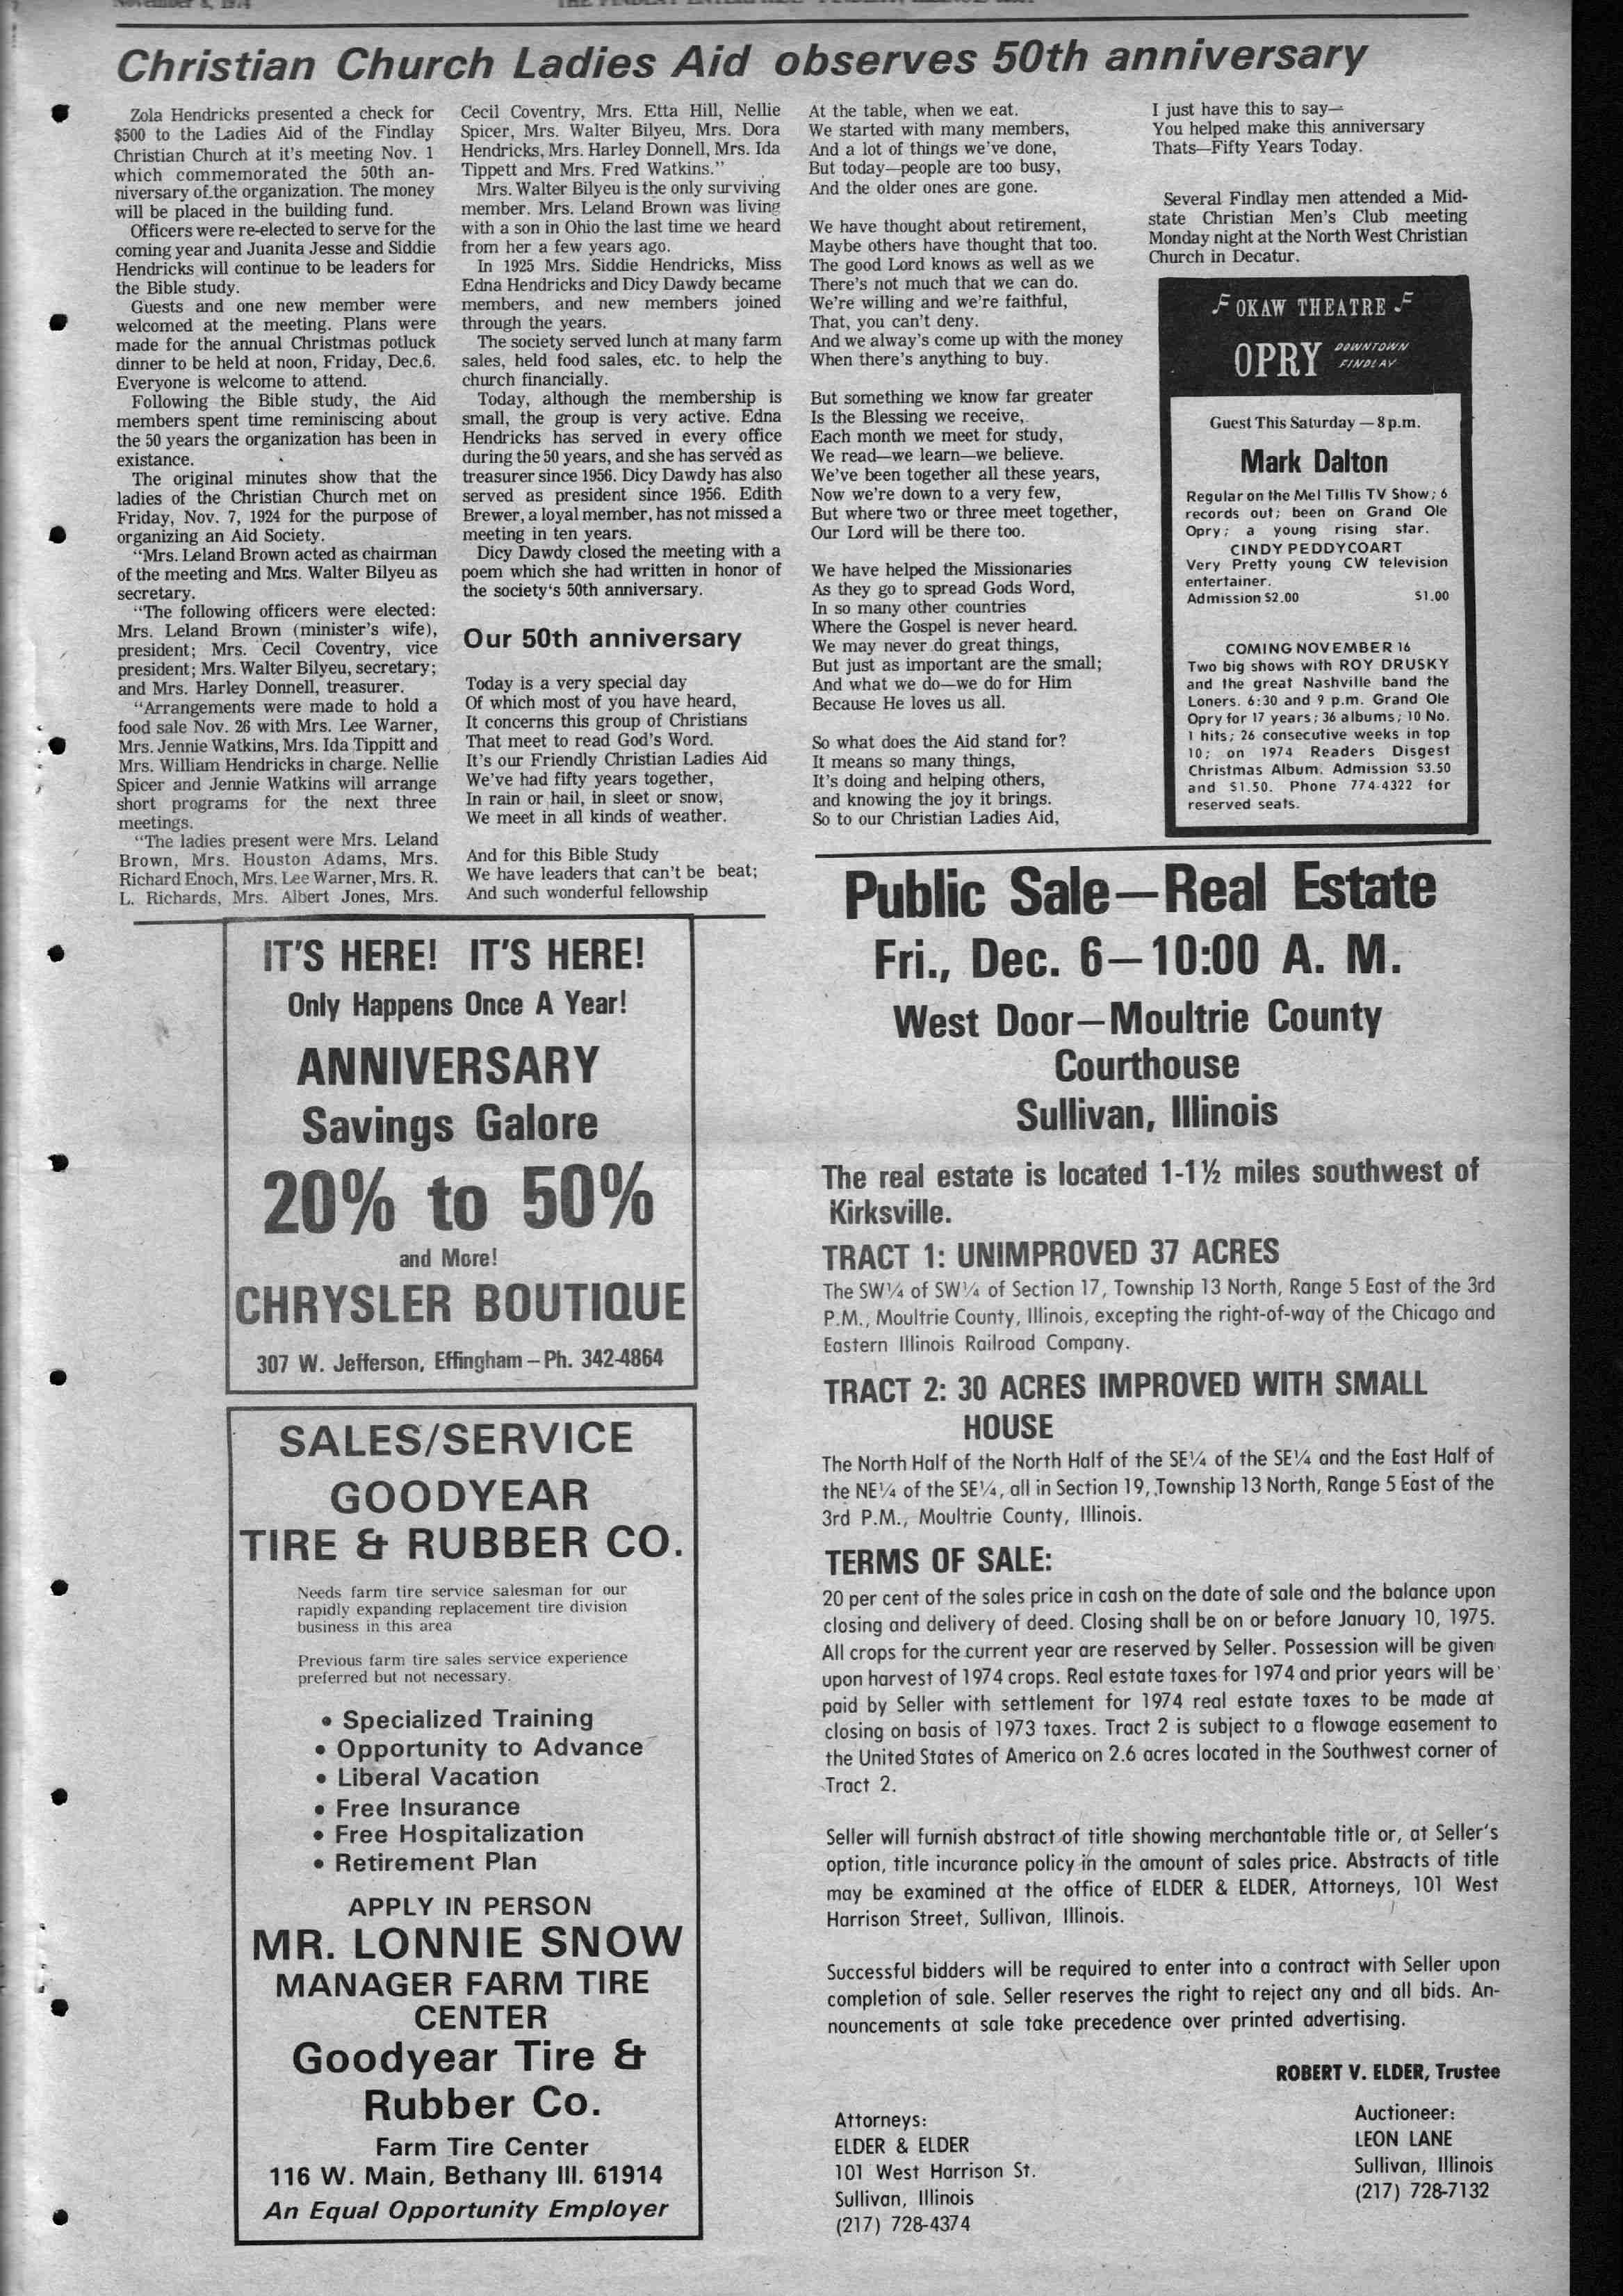 November 8, 1974
THE FINDLAY ENTERPRISE
Christian Church Ladies Aid observes 50th anniversary
Zola Hendricks presented a check for
$500 to the Ladies Aid of the Findlay
Christian Church at it's meeting Nov. 1
which commemorated the 50th an-
niversary of the organization. The money
will be placed in the building fund.
Officers were re-elected to serve for the
coming year and Juanita Jesse and Siddie
Hendricks will continue to be leaders for
the Bible study.
Guests and one new member were
welcomed at the meeting. Plans were
made for the annual Christmas potluck
dinner to be held at noon, Friday, Dec.6.
Everyone is welcome to attend.
Following the Bible study, the Aid
members spent time reminiscing about
the 50 years the organization has been in
existance.
The original minutes show that the
ladies of the Christian Church met on
Friday, Nov. 7, 1924 for the purpose of
organizing an Aid Society.
"Mrs. Leland Brown acted as chairman
of the meeting and Mrs. Walter Bilyeu as
secretary.
"The following officers were elected:
Mrs. Leland Brown (minister's wife),
president; Mrs. Cecil Coventry, vice
president; Mrs. Walter Bilyeu, secretary;
and Mrs. Harley Donnell, treasurer.
"Arrangements were made to hold a
food sale Nov. 26 with Mrs. Lee Warner,
Mrs. Jennie Watkins, Mrs. Ida Tippitt and
Mrs. William Hendricks in charge. Nellie
Spicer and Jennie Watkins will arrange
short programs for the next three
meetings.
"The ladies present were Mrs. Leland
Brown, Mrs. Houston Adams, Mrs.
Richard Enoch, Mrs. Lee Warner, Mrs. R.
L. Richards, Mrs. Albert Jones, Mrs.
Cecil Coventry, Mrs. Etta Hill, Nellie
Spicer, Mrs. Walter Bilyeu, Mrs. Dora
Hendricks, Mrs. Harley Donnell, Mrs. Ida
Tippett and Mrs. Fred Watkins."
Mrs. Walter Bilyeu is the only surviving
member. Mrs. Leland Brown was living
with a son in Ohio the last time we heard
from her a few years ago.
In 1925 Mrs. Siddie Hendricks, Miss
Edna Hendricks and Dicy Dawdy became
members, and new members joined
through the years.
The society served lunch at many farm
sales, held food sales, etc. to help the
church financially.
Today, although the membership is
small, the group is very active. Edna
Hendricks has served in every office
during the 50 years, and she has served as
treasurer since 1956. Dicy Dawdy has also
served as president since 1956. Edith
Brewer, a loyal member, has not missed a
meeting in ten years.
Dicy Dawdy closed the meeting with a
poem which she had written in honor of
the society's 50th anniversary.
Our 50th anniversary
Today is a very special day
Of which most of you have heard,
It concerns this group of Christians
That meet to read God's Word.
It's our Friendly Christian Ladies Aid
We've had fifty years together,
In rain or hail, in sleet or snow,
We meet in all kinds of weather.
And for this Bible Study
We have leaders that can't be beat;
And such wonderful fellowship
At the table, when we eat.
We started with many members,
And a lot of things we've done,
But today—people are too busy,
And the older ones are gone.
We have thought about retirement,
Maybe others have thought that too.
The good Lord knows as well as we
There's not much that we can do.
We're willing and we're faithful,
That, you can't deny.
And we alway's come up with the money
When there's anything to buy.
But something we know far greater
Is the Blessing we receive,
Each month we meet for study,
We read—we learn—we believe.
We've been together all these years,
Now we're down to a very few,
But where two or three meet together,
Our Lord will be there too.
We have helped the Missionaries
As they go to spread Gods Word,
In so many other countries
Where the Gospel is never heard.
We may never do great things,
But just as important are the small;
And what we do—we do for Him
Because He loves us all.
So what does the Aid stand for?
It means so many things,
It's doing and helping others,
and knowing the joy it brings.
So to our Christian Ladies Aid,
I just have this to say—
You helped make this anniversary
Thats—Fifty Years Today.
Several Findlay men attended a Mid-
state Christian Men's Club meeting
Monday night at the North West Christian
Church in Decatur.
OKAW THEATRE
OPRY DOWNTOWN
FINDLAY
Guest This Saturday — 8 p.m.
Mark Dalton
Regular on the Mel Tillis TV Show; 6
records out; been on Grand Ole
Opry; a young rising star.
CINDY PEDDYCOART
Very Pretty young CW television
entertainer.
Admission $2.00 $1.00
COMING NOVEMBER 16
Two big shows with ROY DRUSKY
and the great Nashville band the
Loners. 6:30 and 9 p.m. Grand Ole
Opry for 17 years; 36 albums; 10 No.
1 hits; 26 consecutive weeks in top
10; on 1974 Readers Disgest
Christmas Album. Admission $3.50
and $1.50. Phone 774-4322 for
reserved seats.
IT'S HERE! IT'S HERE!
Only Happens Once A Year!
ANNIVERSARY
Savings Galore
20% to 50%
and More!
CHRYSLER BOUTIQUE
307 W. Jefferson, Effingham – Ph. 342-4864
SALES/SERVICE
GOODYEAR
TIRE & RUBBER CO.
Needs farm tire service salesman for our
rapidly expanding replacement tire division
business in this area
Previous farm tire sales service experience
preferred but not necessary.
• Specialized Training
• Opportunity to Advance
• Liberal Vacation
• Free Insurance
• Free Hospitalization
• Retirement Plan
APPLY IN PERSON
MR. LONNIE SNOW
MANAGER FARM TIRE
CENTER
Goodyear Tire &
Rubber Co.
Farm Tire Center
116 W. Main, Bethany Ill. 61914
An Equal Opportunity Employer
Public Sale—Real Estate
Fri., Dec. 6—10:00 A. M.
West Door—Moultrie County
Courthouse
Sullivan, Illinois
The real estate is located 1-1½ miles southwest of
Kirksville.
TRACT 1: UNIMPROVED 37 ACRES
The SW¼ of SW¼ of Section 17, Township 13 North, Range 5 East of the 3rd
P.M., Moultrie County, Illinois, excepting the right-of-way of the Chicago and
Eastern Illinois Railroad Company.
TRACT 2: 30 ACRES IMPROVED WITH SMALL
HOUSE
The North Half of the North Half of the SE¼ of the SE¼ and the East Half of
the NE¼ of the SE¼, all in Section 19, Township 13 North, Range 5 East of the
3rd P.M., Moultrie County, Illinois.
TERMS OF SALE:
20 per cent of the sales price in cash on the date of sale and the balance upon
closing and delivery of deed. Closing shall be on or before January 10, 1975.
All crops for the current year are reserved by Seller. Possession will be given
upon harvest of 1974 crops. Real estate taxes for 1974 and prior years will be
paid by Seller with settlement for 1974 real estate taxes to be made at
closing on basis of 1973 taxes. Tract 2 is subject to a flowage easement to
the United States of America on 2.6 acres located in the Southwest corner of
Tract 2.
Seller will furnish abstract of title showing merchantable title or, at Seller's
option, title incurance policy in the amount of sales price. Abstracts of title
may be examined at the office of ELDER & ELDER, Attorneys, 101 West
Harrison Street, Sullivan, Illinois.
Successful bidders will be required to enter into a contract with Seller upon
completion of sale. Seller reserves the right to reject any and all bids. An-
nouncements at sale take precedence over printed advertising.
ROBERT V. ELDER, Trustee
Attorneys:
ELDER & ELDER
101 West Harrison St.
Sullivan, Illinois
(217) 728-4374
Auctioneer:
LEON LANE
Sullivan, Illinois
(217) 728-7132